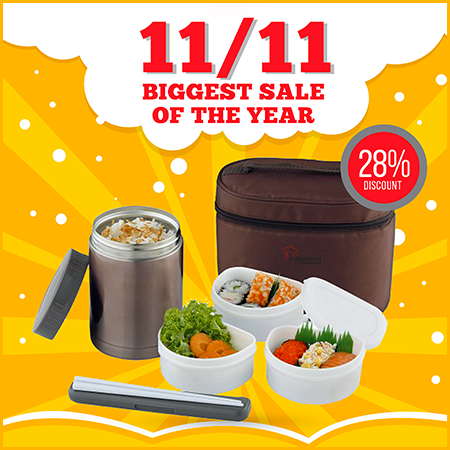 11/11
BIGGEST SALE
OF THE YEAR
28%
DISCOUNT